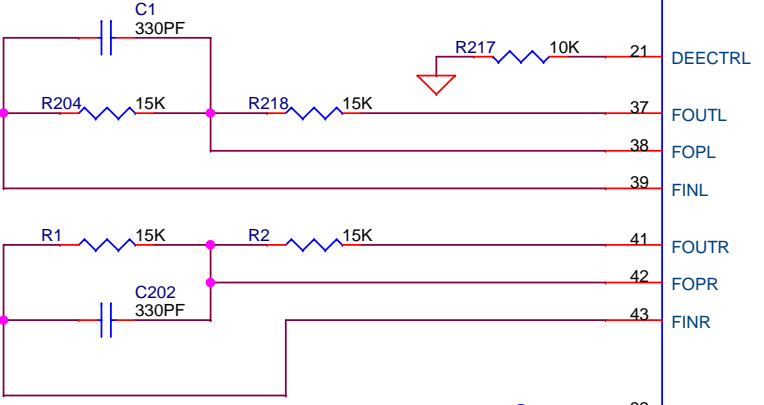 C1
330PF
R217 10K 21 DEECTRL
R204 15K R218 15K 37 FOUTL
38 FOPL
39 FINL
R1 15K R2 15K 41 FOUTR
42 FOPR
C202
330PF
43 FINR